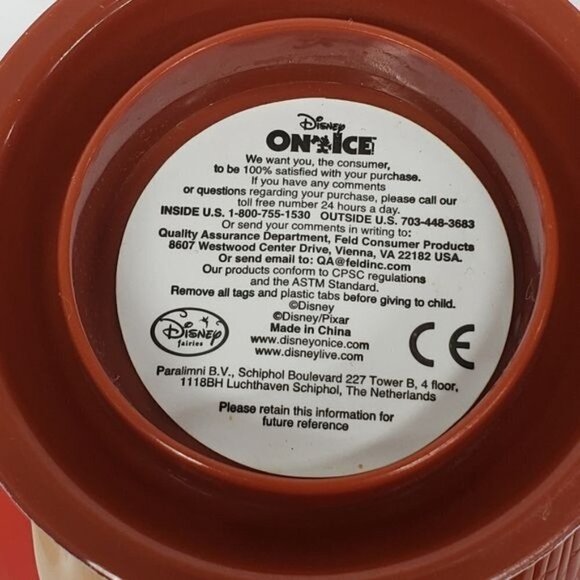 Disney
ON ICE
We want you, the consumer,
to be 100% satisfied with your purchase.
If you have any comments
or questions regarding your purchase, please call our
toll free number 24 hours a day.
INSIDE U.S. 1-800-755-1530 OUTSIDE U.S. 703-448-3683
Or send your comments in writing to:
Quality Assurance Department, Feld Consumer Products
8607 Westwood Center Drive, Vienna, VA 22182 USA.
Or send email to: QA@feldinc.com
Our products conform to CPSC regulations
and the ASTM Standard.
Remove all tags and plastic tabs before giving to child.
©Disney
©Disney/Pixar
Made in China
www.disneyonice.com
www.disneylive.com
Disney
fairies
CE
Paralimni B.V., Schiphol Boulevard 227 Tower B, 4 floor,
1118BH Luchthaven Schiphol, The Netherlands
Please retain this information for
future reference